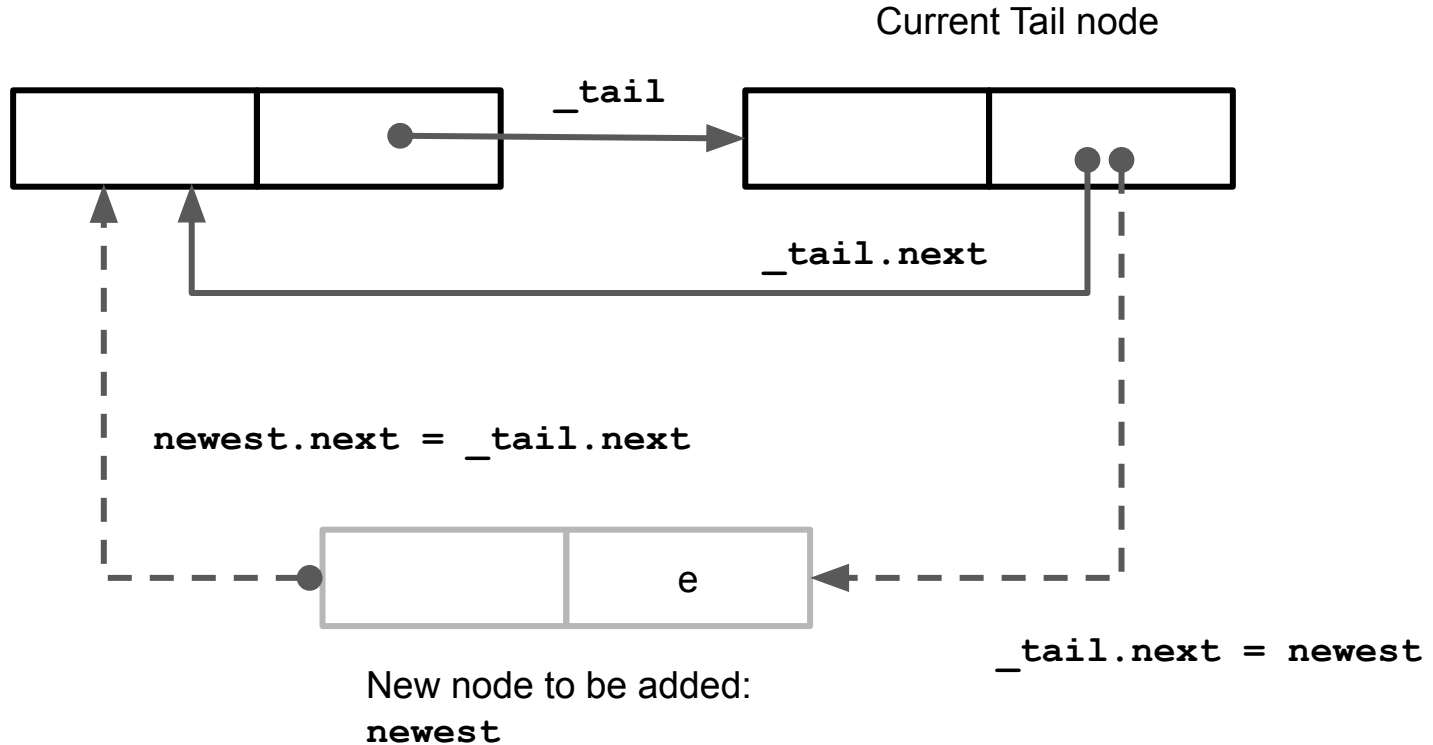 Current Tail node
_tail
_tail.next
newest.next = _tail.next
e
_tail.next = newest
New node to be added:
newest